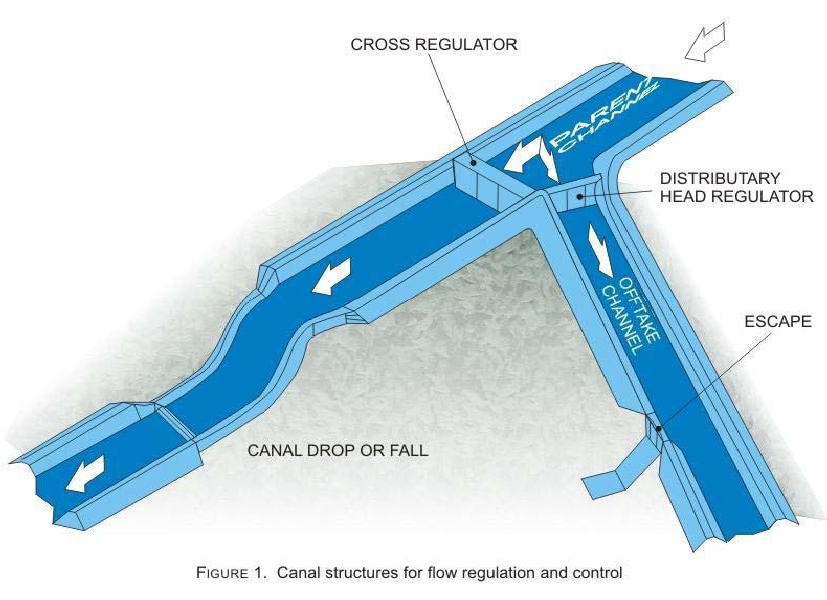 CROSS REGULATOR
PARENT
CHANNEL
DISTRIBUTARY
HEAD REGULATOR
OFFTAKE
CHANNEL
ESCAPE
CANAL DROP OR FALL
FIGURE 1. Canal structures for flow regulation and control